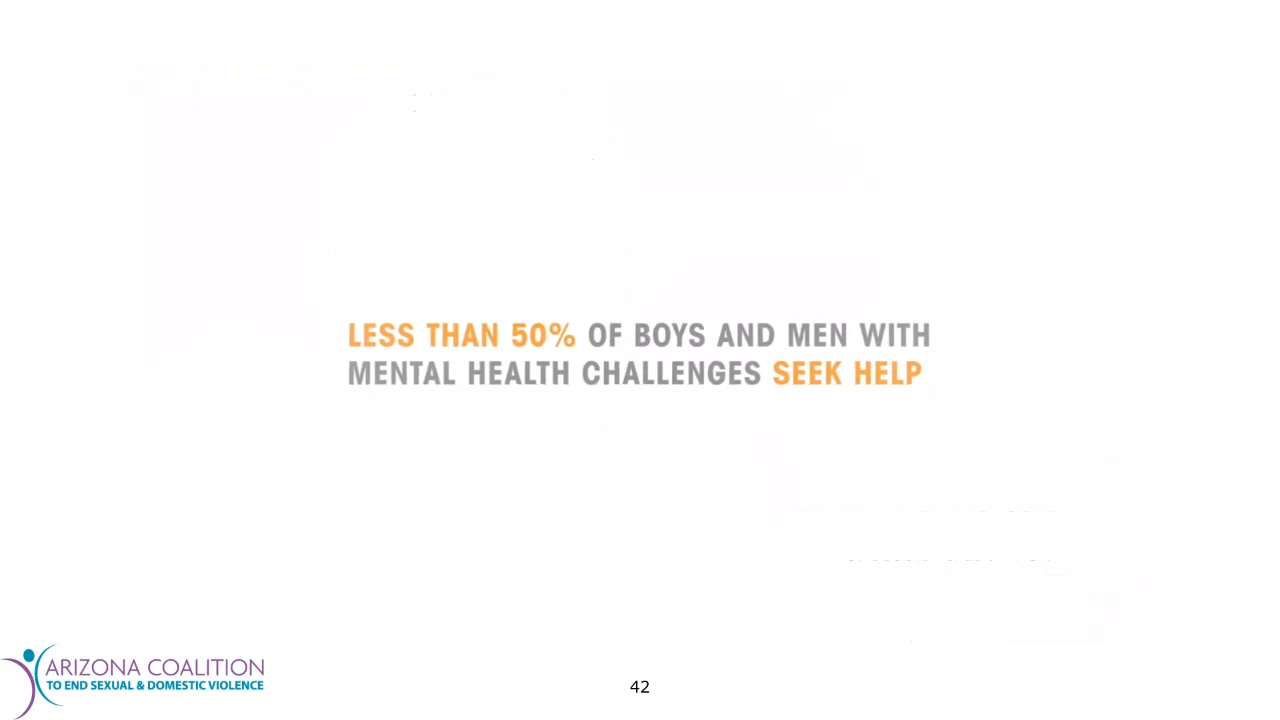 LESS THAN 50% OF BOYS AND MEN WITH
MENTAL HEALTH CHALLENGES SEEK HELP
ARIZONA COALITION
TO END SEXUAL & DOMESTIC VIOLENCE
42